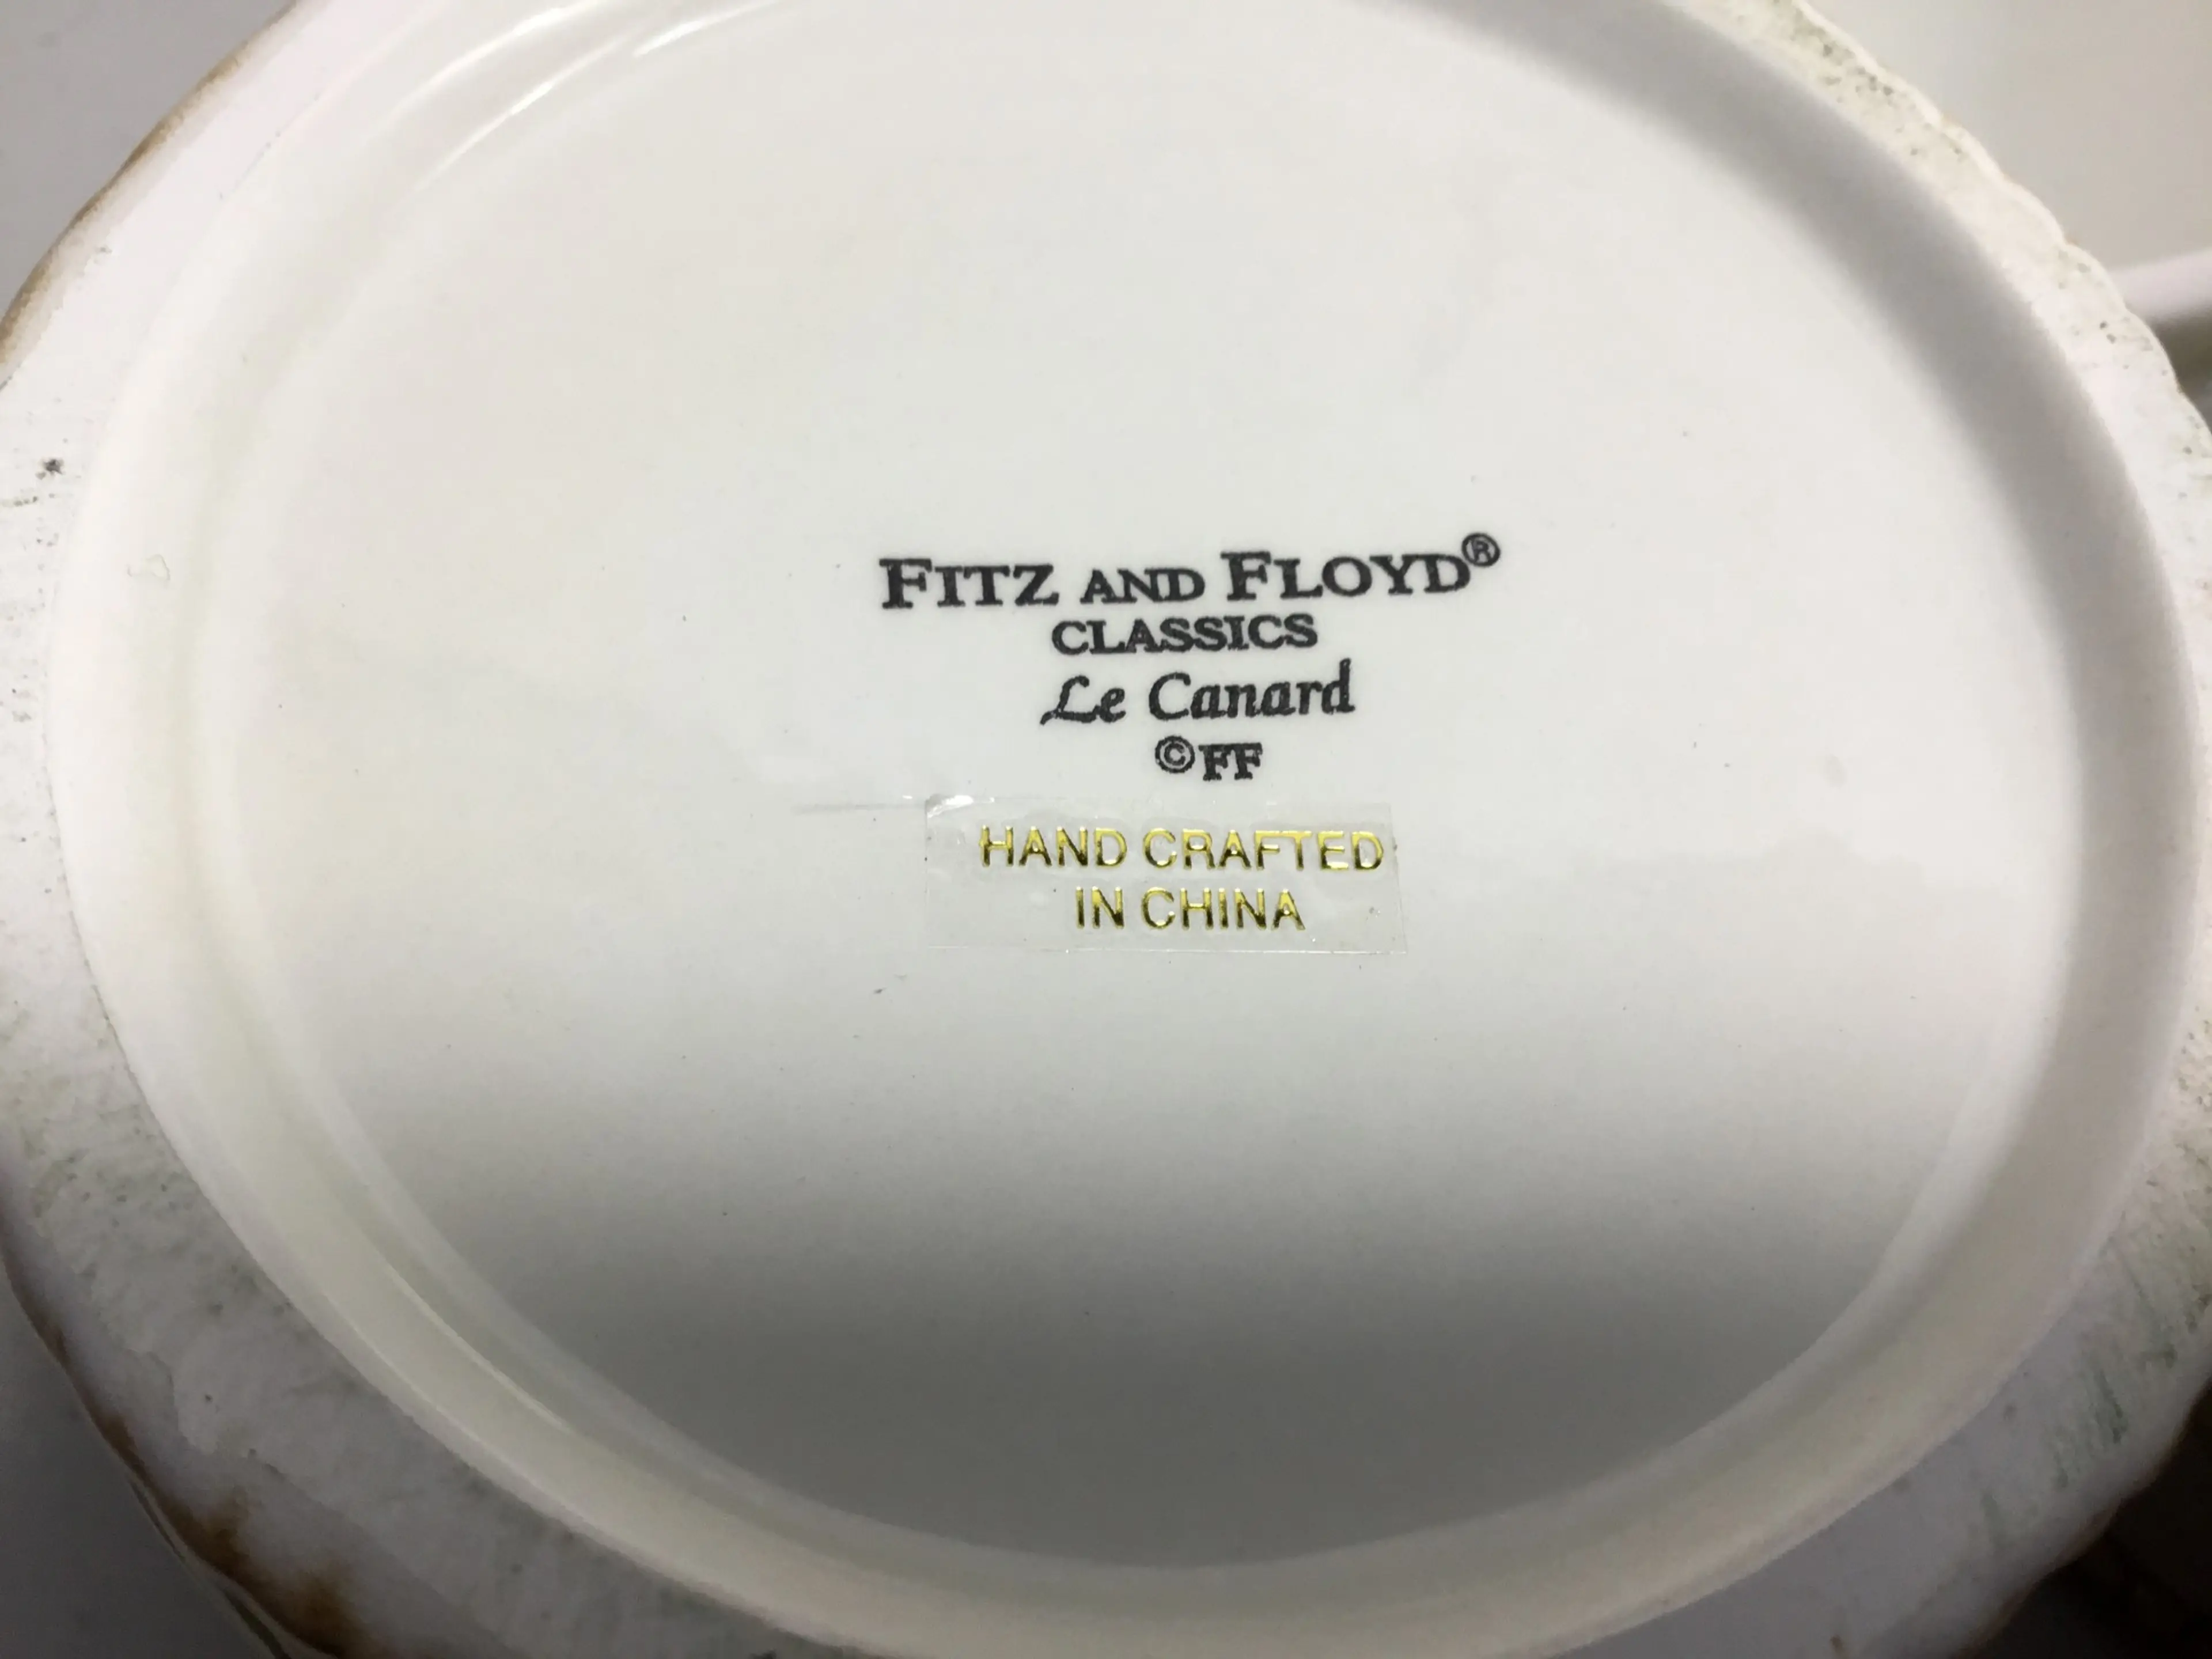 FITZ AND FLOYD®
CLASSICS
Le Canard
©FF
HAND CRAFTED
IN CHINA